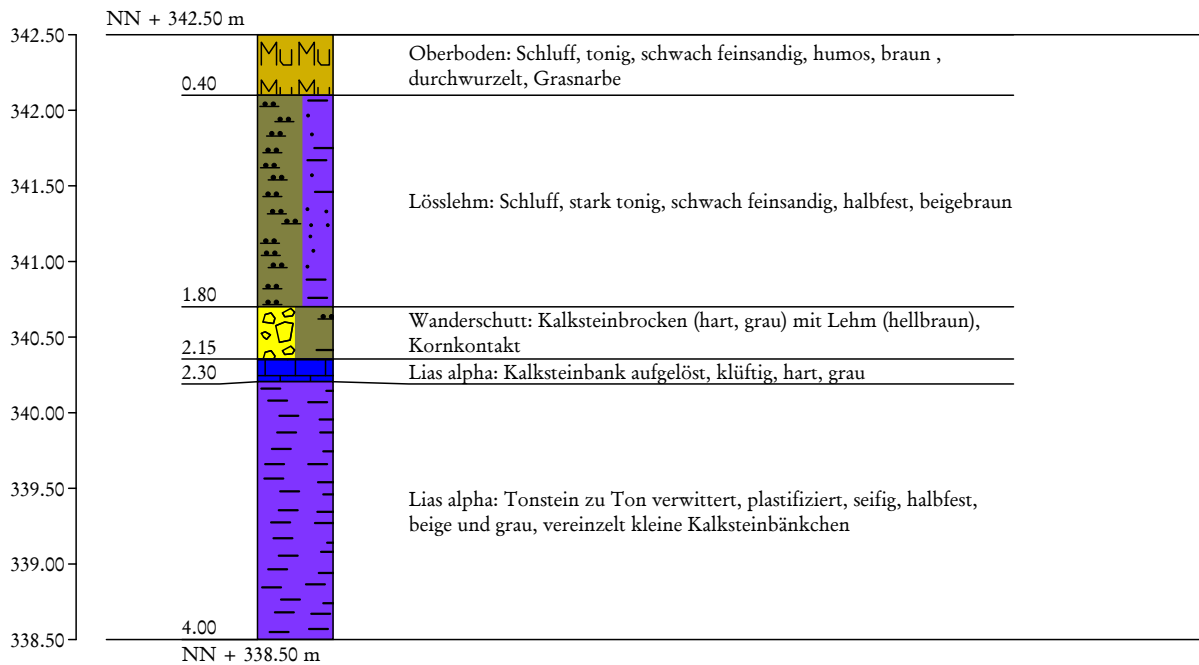 NN + 342.50 m
342.50
Mu Mu
Oberboden: Schluff, tonig, schwach feinsandig, humos, braun ,
durchwurzelt, Grasnarbe
0.40
Mu Mu
342.00
341.50
Lösslehm: Schluff, stark tonig, schwach feinsandig, halbfest, beigebraun
341.00
1.80
340.50
Wanderschutt: Kalksteinbrocken (hart, grau) mit Lehm (hellbraun),
Kornkontakt
2.15
2.30
Lias alpha: Kalksteinbank aufgelöst, klüftig, hart, grau
340.00
339.50
Lias alpha: Tonstein zu Ton verwittert, plastifiziert, seifig, halbfest,
beige und grau, vereinzelt kleine Kalksteinbänkchen
339.00
4.00
338.50
NN + 338.50 m